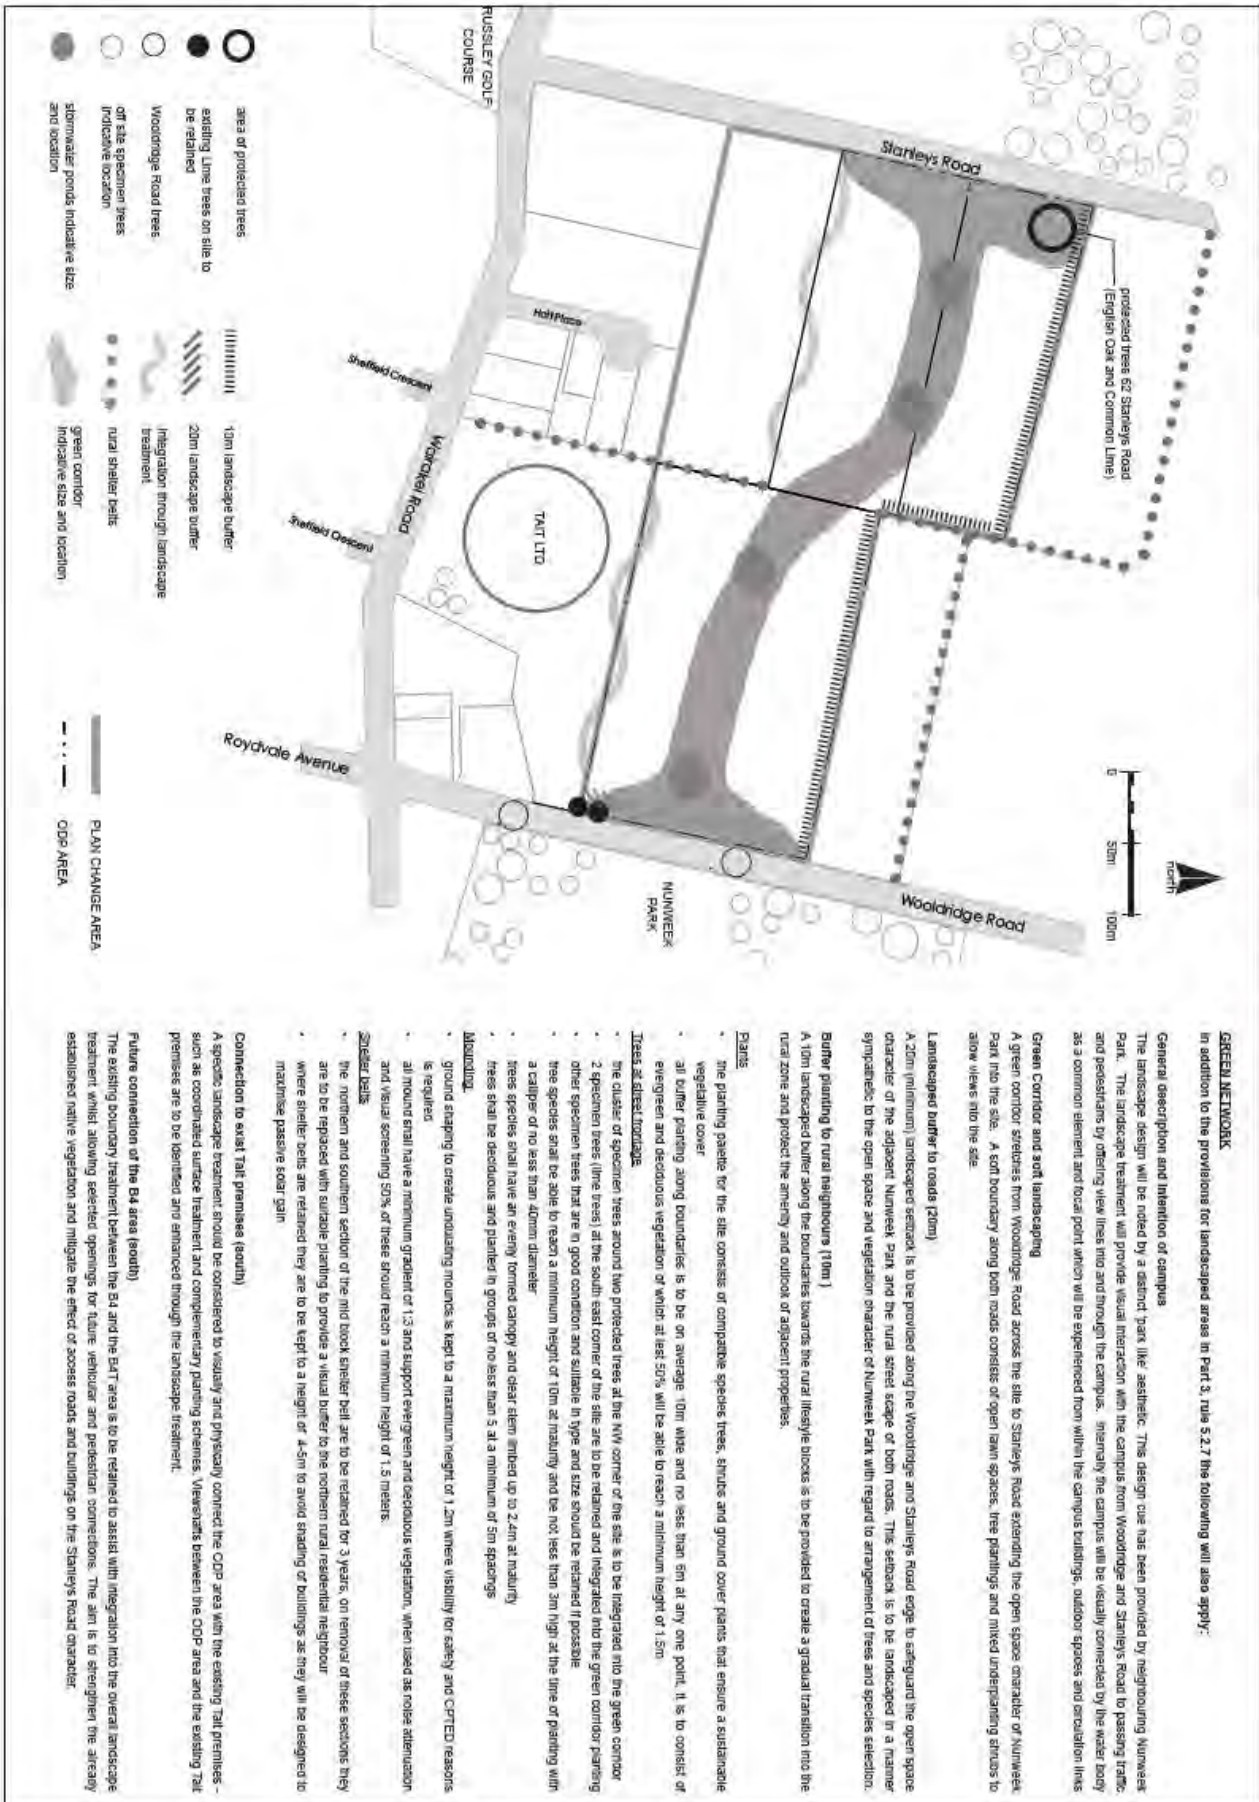 RUSSLEY GOLF
COURSE
Stanleys Road
protected trees 62 Stanleys Road
(English Oak and Common Lime)
Holt Place
Sheffield Crescent
Wairakei Road
Sheffield Crescent
TAIT LTD
Roydvale Avenue
NUNWEEK
PARK
Wooldridge Road
0
50m
100m
north
area of protected trees
existing Lime trees on site to
be retained
Wooldridge Road trees
off site specimen trees
indicative location
stormwater ponds indicative size
and location
10m landscape buffer
20m landscape buffer
integration through landscape
treatment
rural shelter belts
green corridor
indicative size and location
PLAN CHANGE AREA
ODP AREA
GREEN NETWORK
In addition to the provisions for landscaped areas in Part 3, rule 5.2.7 the following will also apply:
General description and intention of campus
The landscape design will be noted by a distinct 'park like' aesthetic. This design cue has been provided by neighbouring Nunweek
Park. The landscape treatment will provide visual interaction with the campus from Wooldridge and Stanleys Road to passing traffic
and pedestrians by offering view lines into and through the campus. Internally the campus will be visually connected by the water body
as a common element and focal point which will be experienced from within the campus buildings, outdoor spaces and circulation links
Green Corridor and soft landscaping
A green corridor stretches from Wooldridge Road across the site to Stanleys Road extending the open space character of Nunweek
Park into the site. A soft boundary along both roads consists of open lawn spaces, tree plantings and mixed underplanting shrubs to
allow views into the site.
Landscaped buffer to roads (20m)
A 20m (minimum) landscaped setback is to be provided along the Wooldridge and Stanleys Road edge to safeguard the open space
character of the adjacent Nunweek Park and the rural street scape of both roads. This setback is to be landscaped in a manner
sympathetic to the open space and vegetation character of Nunweek Park with regard to arrangement of trees and species selection.
Buffer planting to rural neighbours (10m )
A 10m landscaped buffer along the boundaries towards the rural lifestyle blocks is to be provided to create a gradual transition into the
rural zone and protect the amenity and outlook of adjacent properties.
Plants
• the planting palette for the site consists of compatible species trees, shrubs and ground cover plants that ensure a sustainable
vegetative cover
• all buffer planting along boundaries is to be on average 10m wide and no less than 6m at any one point. It is to consist of
evergreen and deciduous vegetation of which at lest 50% will be able to reach a minimum height of 1.5m
Trees at street frontage
• the cluster of specimen trees around two protected trees at the NW corner of the site is to be integrated into the green corridor
• 2 specimen trees (lime trees) at the south east corner of the site are to be retained and integrated into the green corridor planting
• other specimen trees that are in good condition and suitable in type and size should be retained if possible
• tree species shall be able to reach a minimum height of 10m at maturity and be not less than 3m high at the time of planting with
a caliper of no less than 40mm diameter
• trees species shall have an evenly formed canopy and clear stem limbed up to 2.4m at maturity
• trees shall be deciduous and planted in groups of no less than 5 at a minimum of 5m spacings
Mounding
• ground shaping to create undulating mounds is kept to a maximum height of 1.2m where visibility for safety and CPTED reasons
is required
• all mound shall have a minimum gradient of 1:3 and support evergreen and deciduous vegetation, when used as noise attenuation
and visual screening 50% of these should reach a minimum height of 1.5 meters
Shelter belts
• the northern and southern section of the mid block shelter belt are to be retained for 3 years, on removal of these sections they
are to be replaced with suitable planting to provide a visual buffer to the northern rural residential neighbour
• where shelter belts are retained they are to be kept to a height of 4-5m to avoid shading of buildings as they will be designed to
maximise passive solar gain
Connection to exist Tait premises (south)
A specific landscape treatment should be considered to visually and physically connect the ODP area with the existing Tait premises -
such as coordinated surface treatment and complementary planting schemes. Viewshafts between the ODP area and the existing Tait
premises are to be identified and enhanced through the landscape treatment.
Future connection of the B4 area (south)
The existing boundary treatment between the B4 and the B4T area is to be retained to assist with integration into the overall landscape
treatment whilst allowing selected openings for future vehicular and pedestrian connections. The aim is to strengthen the already
established native vegetation and mitigate the effect of access roads and buildings on the Stanleys Road character.